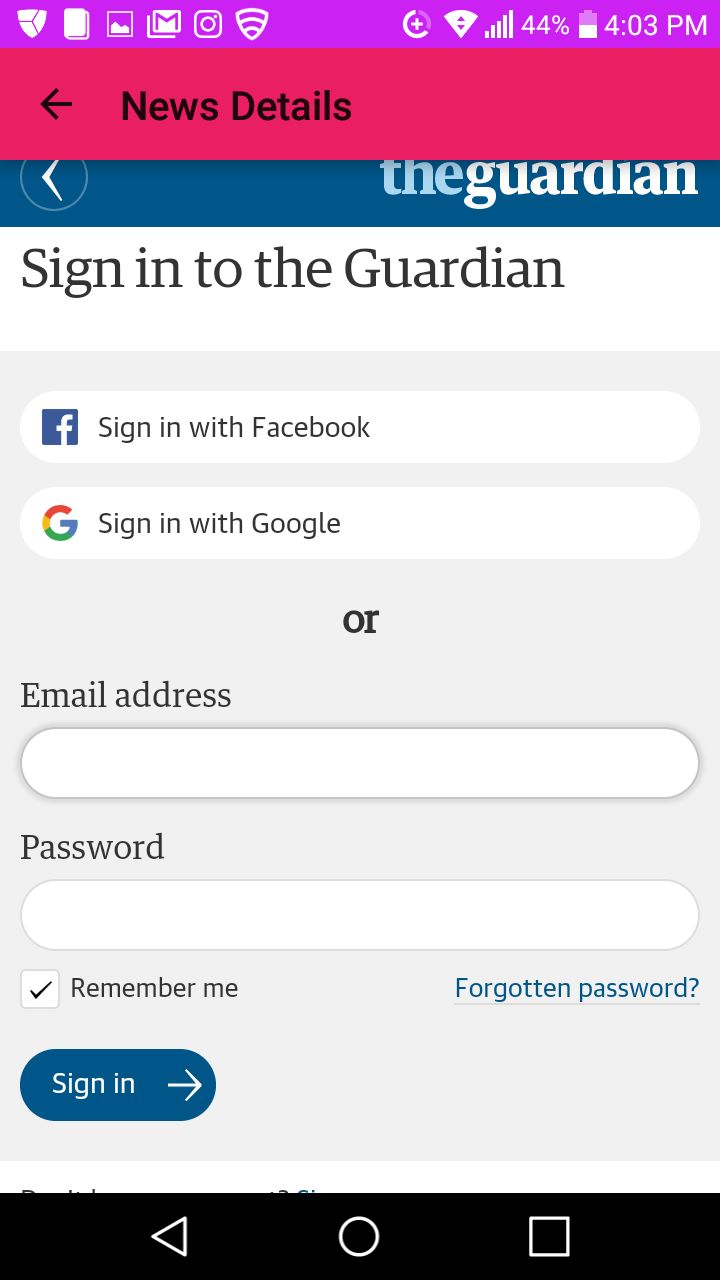 44% 4:03 PM
News Details
theguardian
Sign in to the Guardian
Sign in with Facebook
Sign in with Google
or
Email address
Password
Remember me Forgotten password?
Sign in